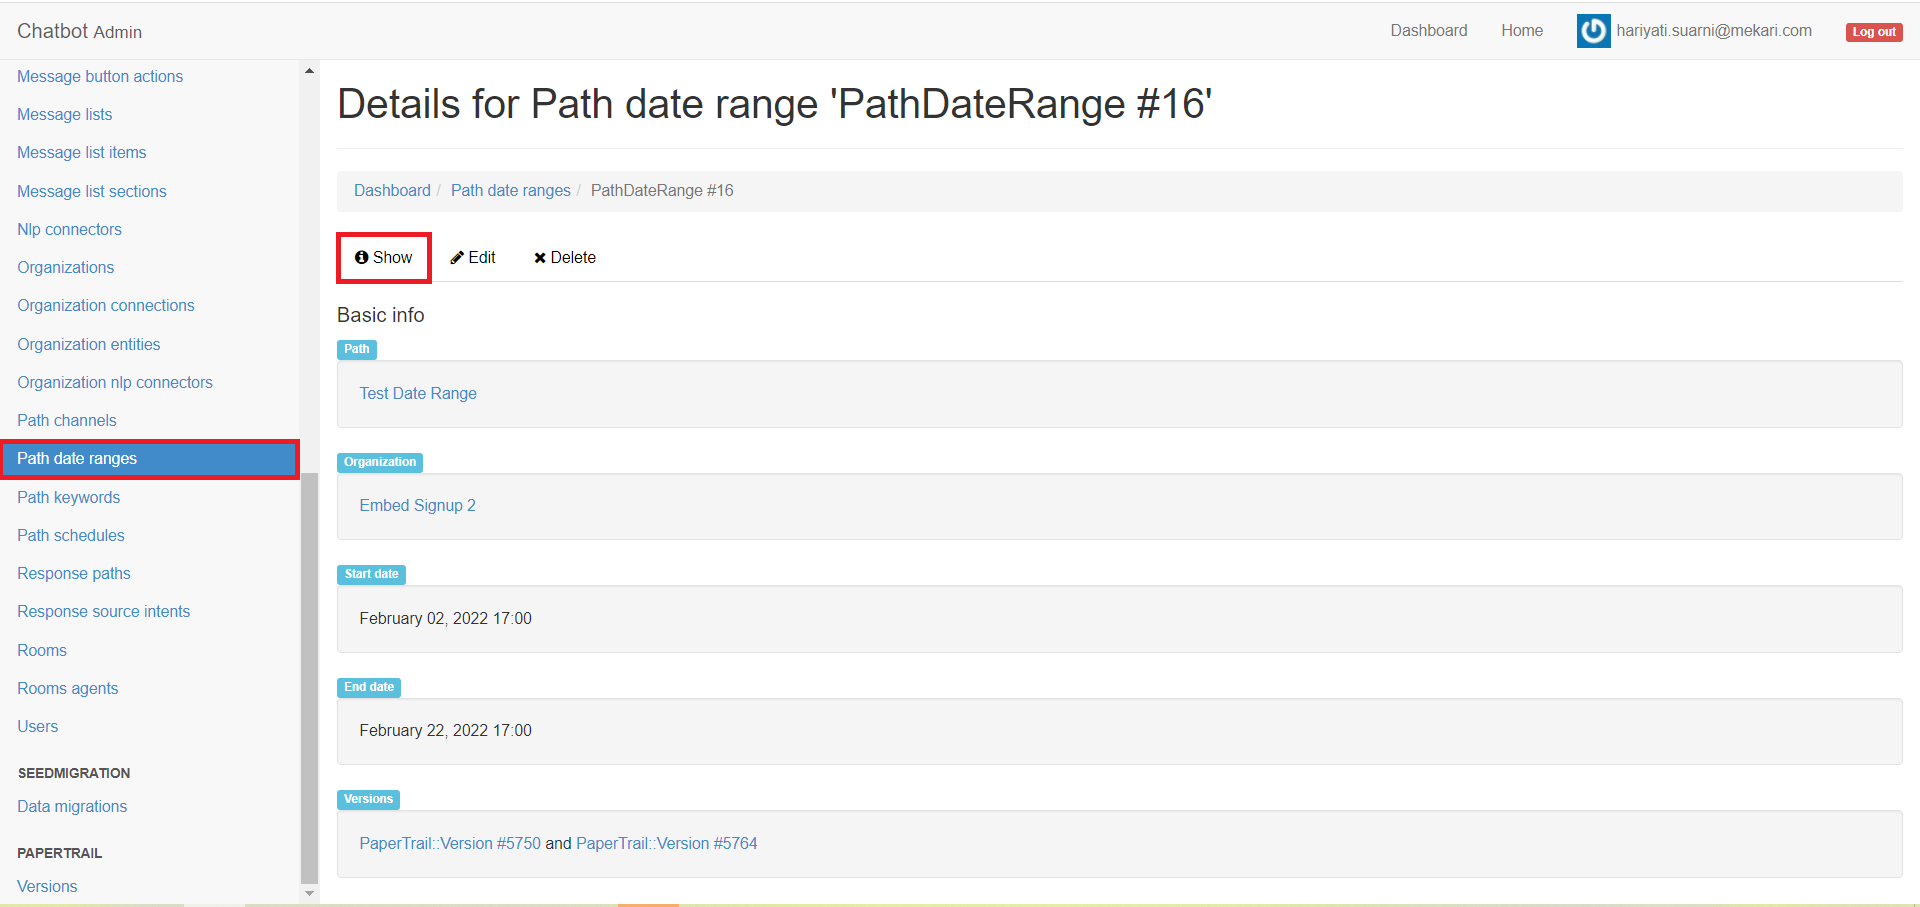 Chatbot Admin
Dashboard
Home
hariyati.suarni@mekari.com
Log out
Message button actions
Message lists
Message list items
Message list sections
Nlp connectors
Organizations
Organization connections
Organization entities
Organization nlp connectors
Path channels
Path date ranges
Path keywords
Path schedules
Response paths
Response source intents
Rooms
Rooms agents
Users
SEEDMIGRATION
Data migrations
PAPERTRAIL
Versions
Details for Path date range 'PathDateRange #16'
Dashboard / Path date ranges / PathDateRange #16
Show
Edit
Delete
Basic info
Path
Test Date Range
Organization
Embed Signup 2
Start date
February 02, 2022 17:00
End date
February 22, 2022 17:00
Versions
PaperTrail::Version #5750 and PaperTrail::Version #5764